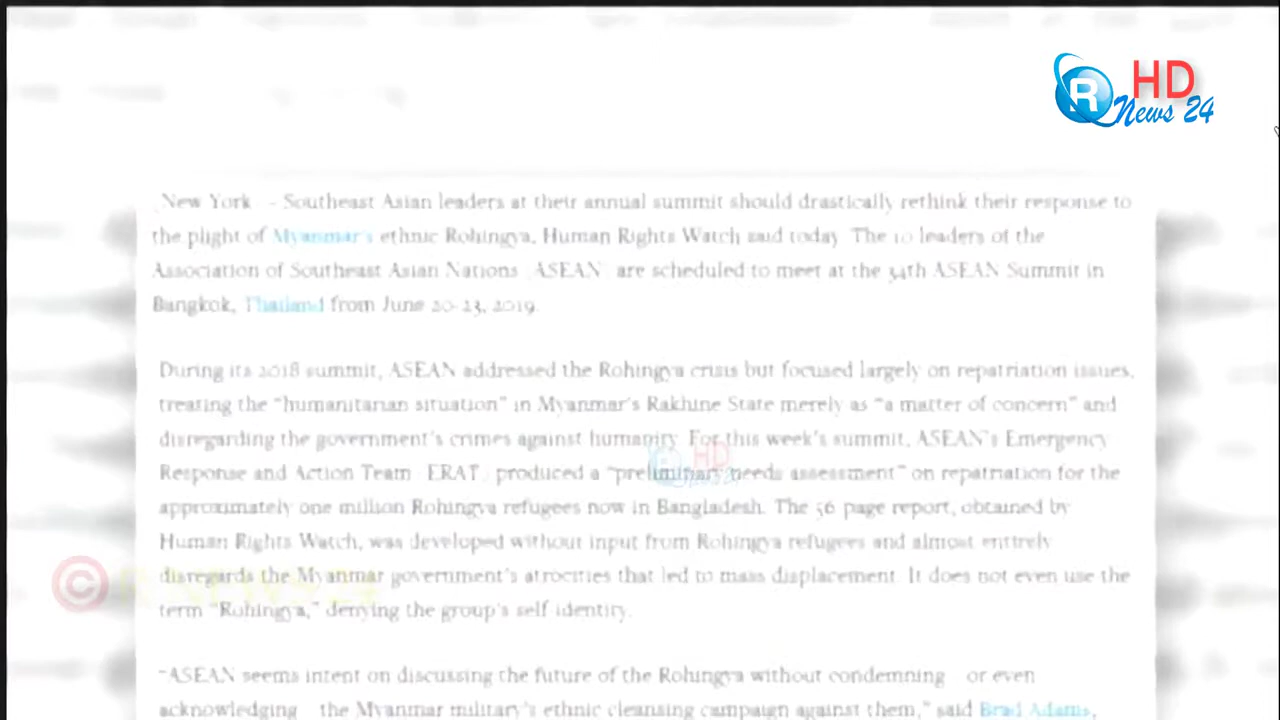 R HD
News 24
New York - Southeast Asian leaders at their annual summit should drastically rethink their response to
the plight of Myanmar's ethnic Rohingya, Human Rights Watch said today. The 10 leaders of the
Association of Southeast Asian Nations (ASEAN) are scheduled to meet at the 34th ASEAN Summit in
Bangkok, Thailand from June 20-23, 2019.
During its 2018 summit, ASEAN addressed the Rohingya crisis but focused largely on repatriation issues,
treating the "humanitarian situation" in Myanmar's Rakhine State merely as "a matter of concern" and
disregarding the government's crimes against humanity. For this week's summit, ASEAN's Emergency
Response and Action Team (ERAT) produced a "preliminary needs assessment" on repatriation for the
approximately one million Rohingya refugees now in Bangladesh. The 56 page report, obtained by
Human Rights Watch, was developed without input from Rohingya refugees and almost entirely
disregards the Myanmar government's atrocities that led to mass displacement. It does not even use the
term "Rohingya," denying the group's self identity.
"ASEAN seems intent on discussing the future of the Rohingya without condemning or even
acknowledging the Myanmar military's ethnic cleansing campaign against them," said Brad Adams,